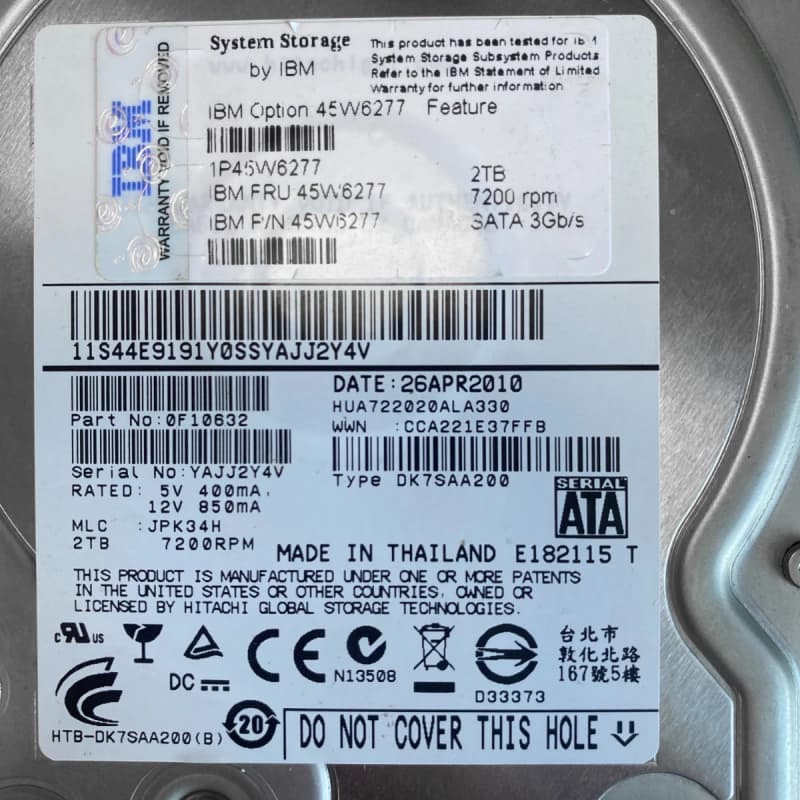 System Storage
by IBM
This product has been tested for IBM
System Storage Subsystem Products
Refer to the IBM Statement of Limited
Warranty for further information
IBM
WARRANTY VOID IF REMOVED
IBM Option 45W6277 Feature
1P45W6277
IBM FRU 45W6277
IBM P/N 45W6277
2TB
7200 rpm
SATA 3Gb/s
11S44E9191Y0SSYAJJ2Y4V
Part No:0F10632
Serial No:YAJJ2Y4V
RATED: 5V 400mA,
12V 850mA
MLC :JPK34H
2TB 7200RPM
DATE:26APR2010
HUA722020ALA330
WWN :CCA221E37FFB
Type DK7SAA200
SERIAL
ATA
MADE IN THAILAND E182115 T
THIS PRODUCT IS MANUFACTURED UNDER ONE OR MORE PATENTS
IN THE UNITED STATES OR OTHER COUNTRIES, OWNED OR
LICENSED BY HITACHI GLOBAL STORAGE TECHNOLOGIES.
c RU US
DC
CE
N13508
D33373
台北市
敦化北路
167號5樓
HTB-DK7SAA200(B)
20
DO NOT COVER THIS HOLE